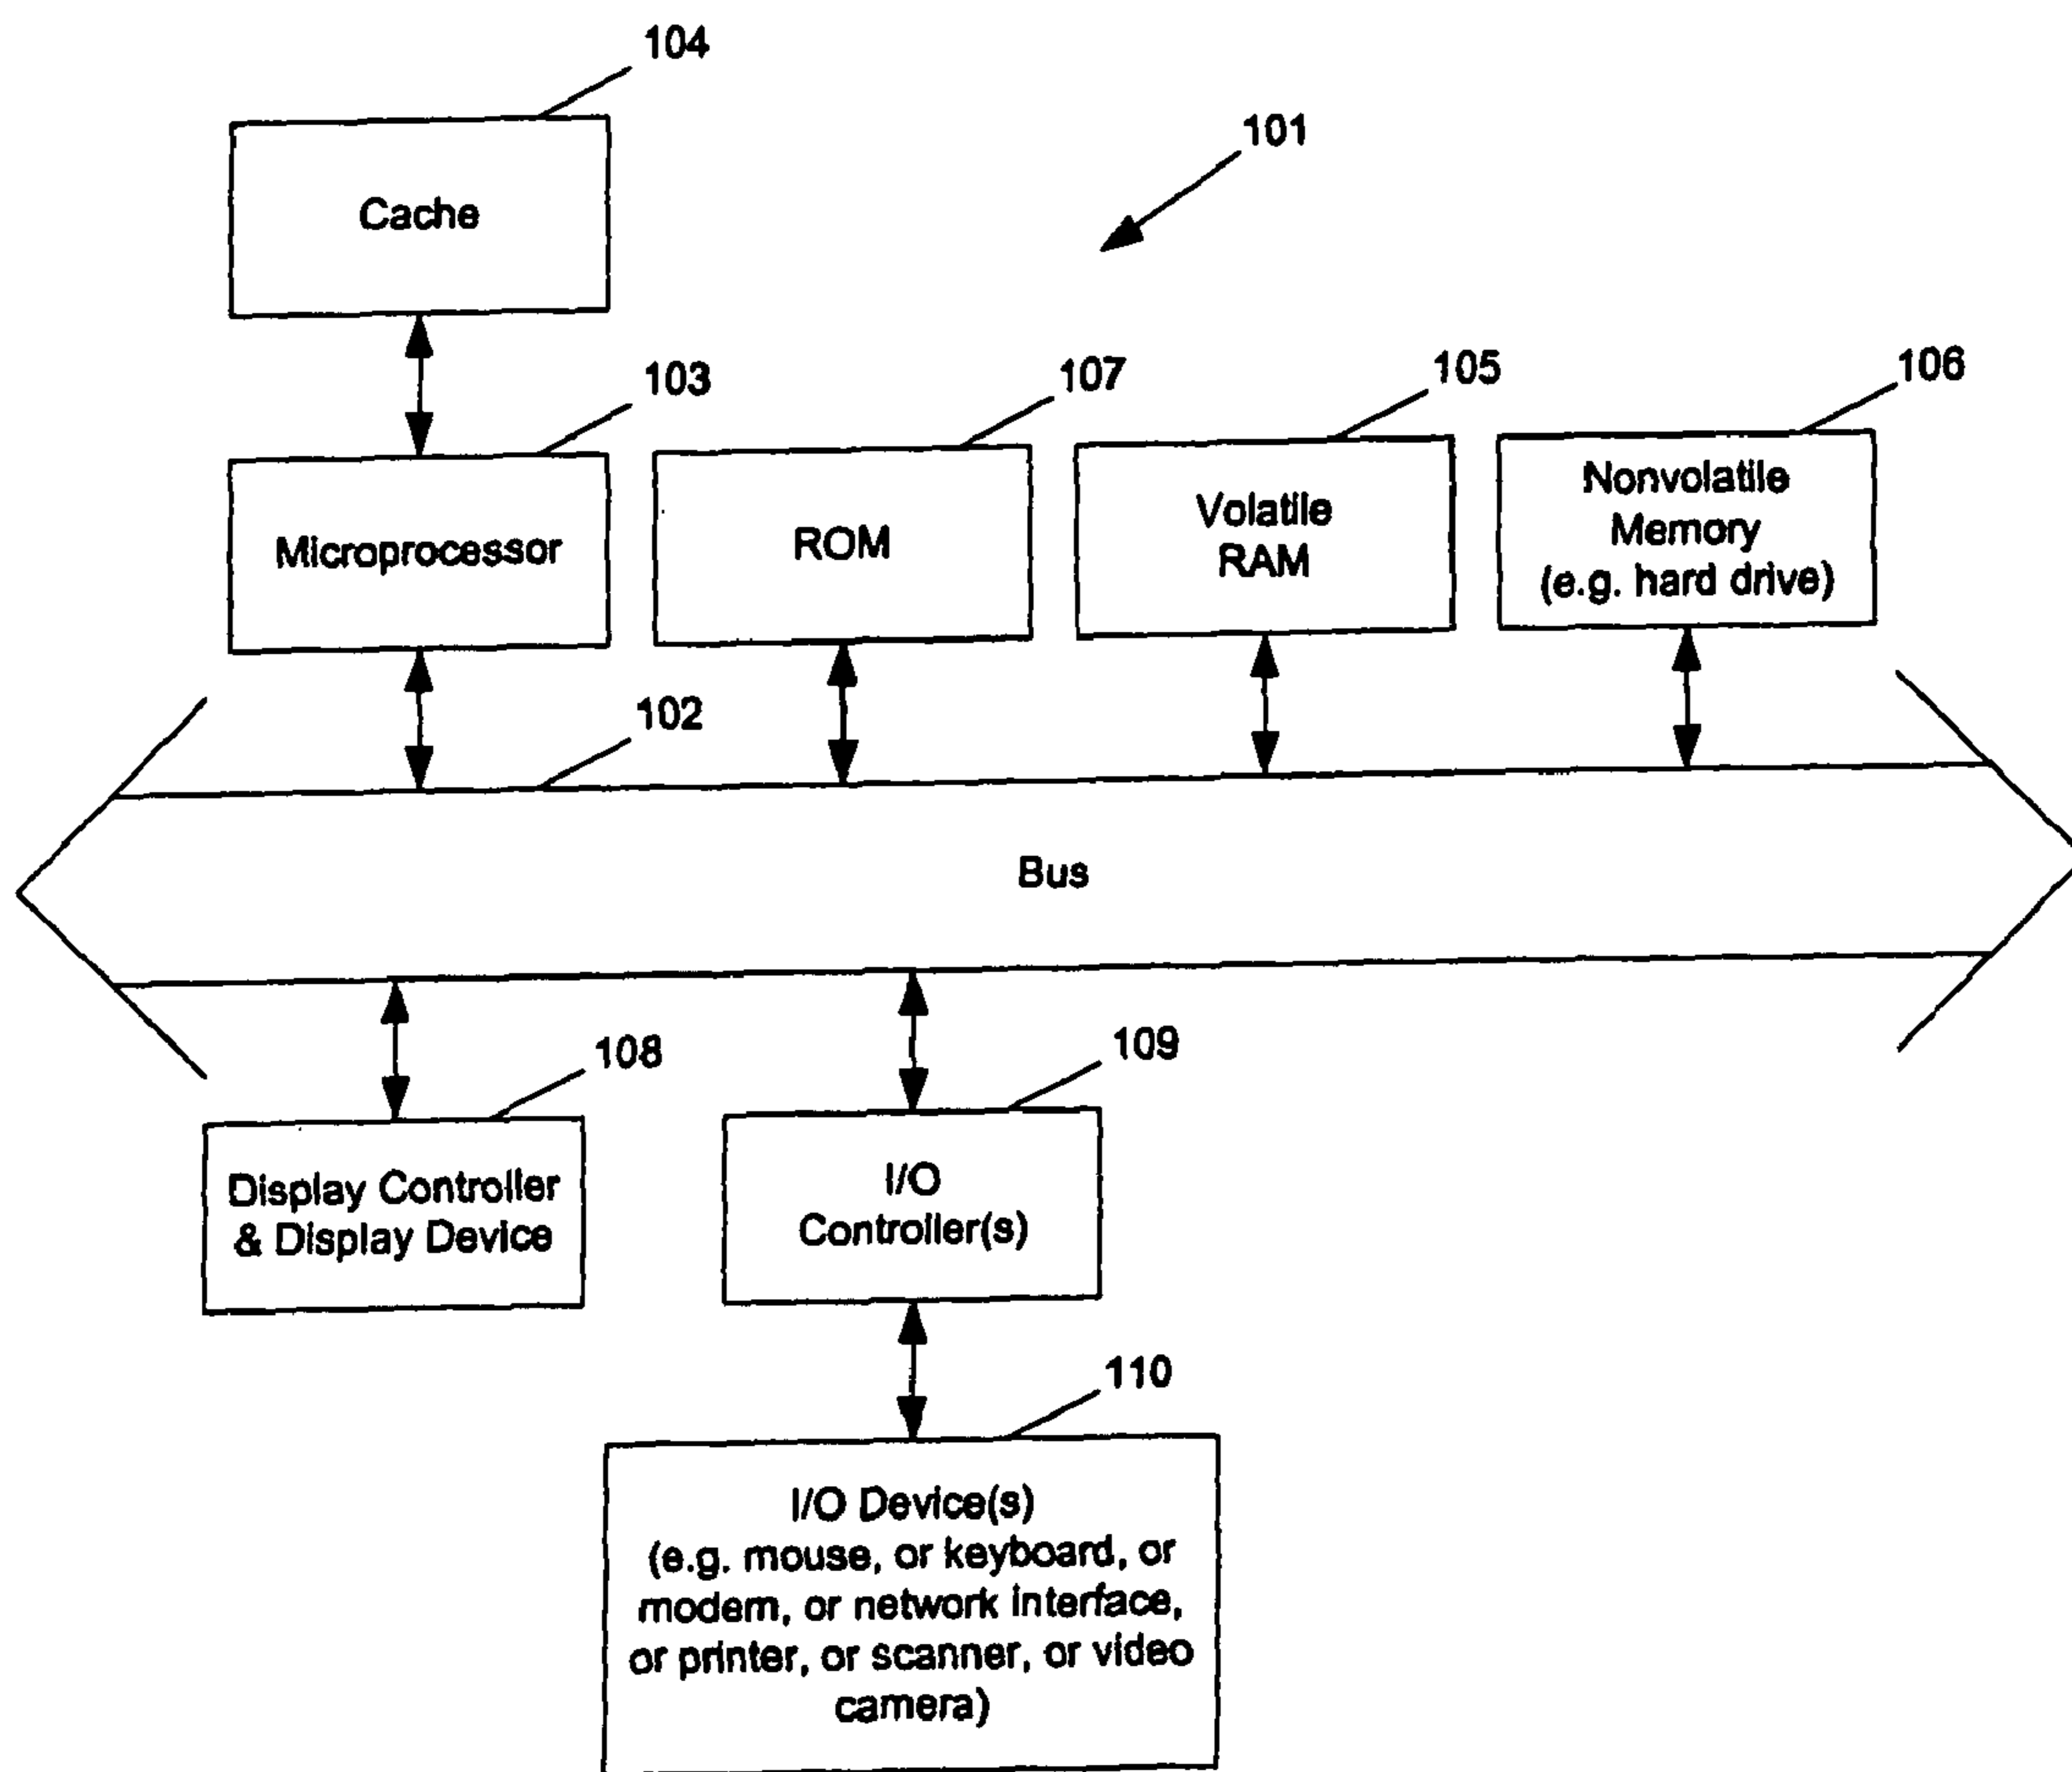 104
101
Cache
103
107
105
106
Microprocessor
ROM
Volatile
RAM
Nonvolatile
Memory
(e.g. hard drive)
102
Bus
108
109
Display Controller
& Display Device
I/O
Controller(s)
110
I/O Device(s)
(e.g. mouse, or keyboard, or
modem, or network interface,
or printer, or scanner, or video
camera)